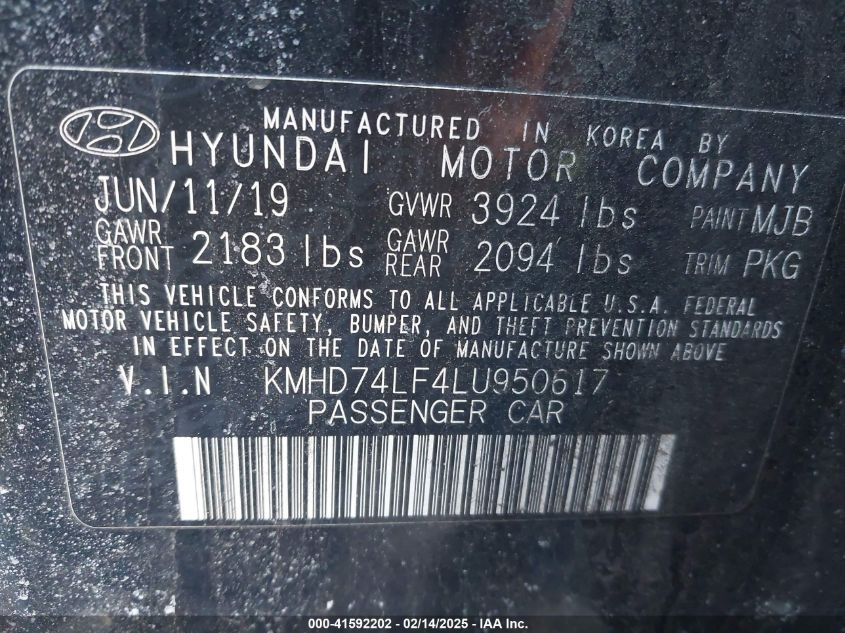 MANUFACTURED IN KOREA BY
HYUNDAI MOTOR COMPANY
JUN/11/19 GVWR 3924 lbs PAINT MJB
GAWR FRONT 2183 lbs GAWR REAR 2094 lbs TRIM PKG
THIS VEHICLE CONFORMS TO ALL APPLICABLE U.S.A. FEDERAL
MOTOR VEHICLE SAFETY, BUMPER, AND THEFT PREVENTION STANDARDS
IN EFFECT ON THE DATE OF MANUFACTURE SHOWN ABOVE
V.I.N KMHD74LF4LU950617
PASSENGER CAR
000-41592202 - 02/14/2025 - IAA Inc.